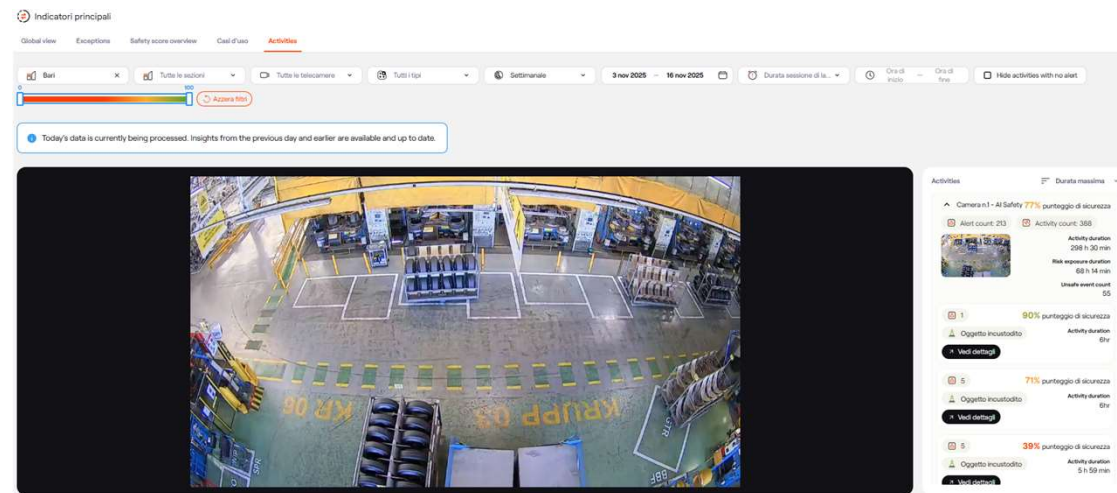 Indicatori principali
Global view Exceptions Safety score overview Casi d'uso Activities
Bari × Tutte le sezioni Tutte le telecamere Tutti i tipi Settimanale 3 nov 2025 — 16 nov 2025 Durata sessione di la... Ora di inizio — Ora di fine Hide activities with no alert
0 100
Azzera filtri
Today's data is currently being processed. Insights from the previous day and earlier are available and up to date.
KR 06
KRUPP 03
SPR
STR
BBF
Activities Durata massima
Camera n.1 - AI Safety 77% punteggio di sicurezza
Alert count: 213 Activity count: 388
Activity duration
298 h 30 min
Risk exposure duration
68 h 14 min
Unsafe event count
55
1 90% punteggio di sicurezza
Oggetto incustodito Activity duration
6hr
Vedi dettagli
5 71% punteggio di sicurezza
Oggetto incustodito Activity duration
6hr
Vedi dettagli
5 39% punteggio di sicurezza
Oggetto incustodito Activity duration
5 h 59 min
Vedi dettagli